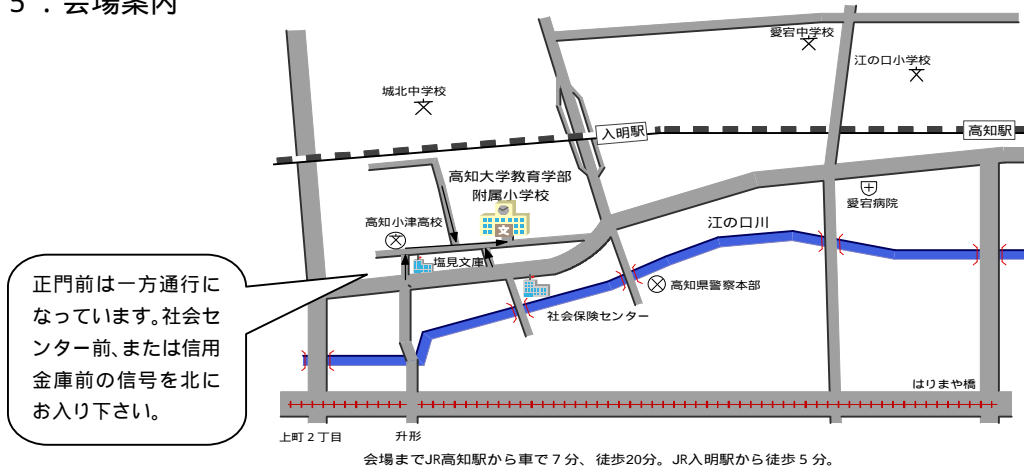 ５．会場案内
愛宕中学校
江の口小学校
城北中学校
入明駅
高知駅
高知大学教育学部
附属小学校
愛宕病院
高知小津高校
江の口川
塩見文庫
高知県警察本部
社会保険センター
正門前は一方通行に
なっています。社会セ
ンター前、または信用
金庫前の信号を北に
お入り下さい。
はりまや橋
上町２丁目
升形
会場までJR高知駅から車で７分、徒歩20分。JR入明駅から徒歩５分。